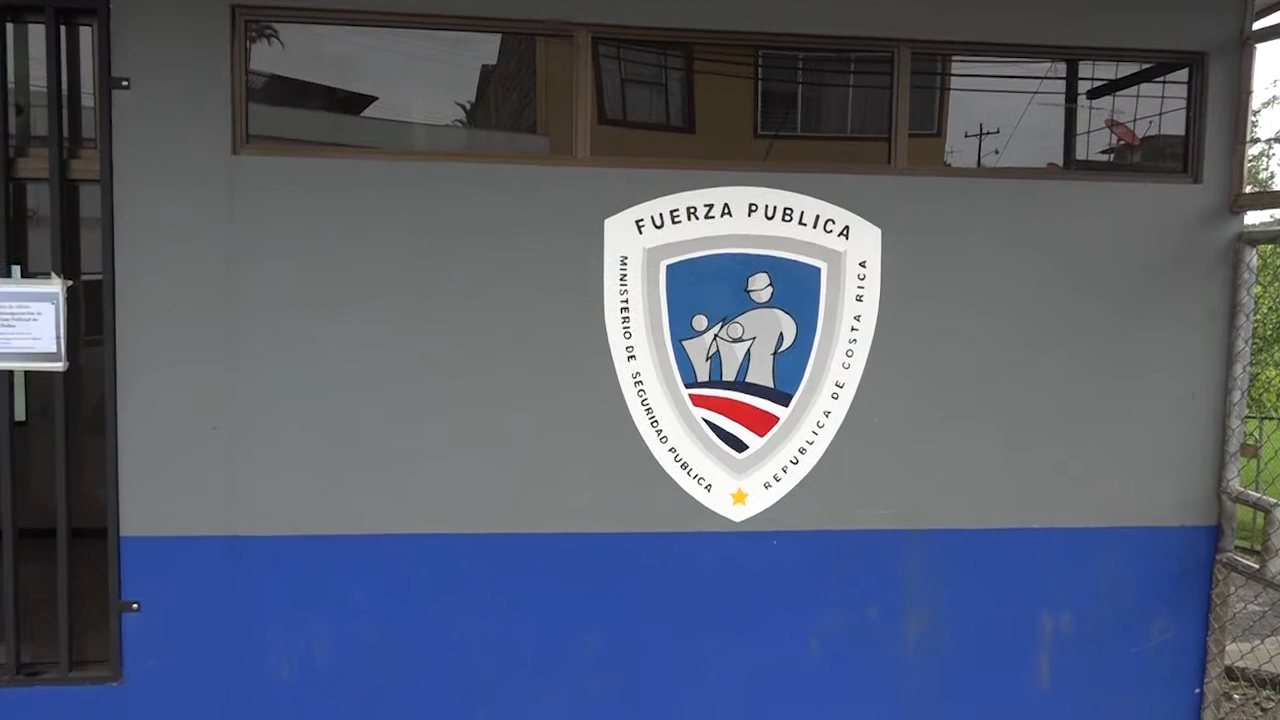 FUERZA PUBLICA
MINISTERIO DE SEGURIDAD PUBLICA
REPUBLICA DE COSTA RICA